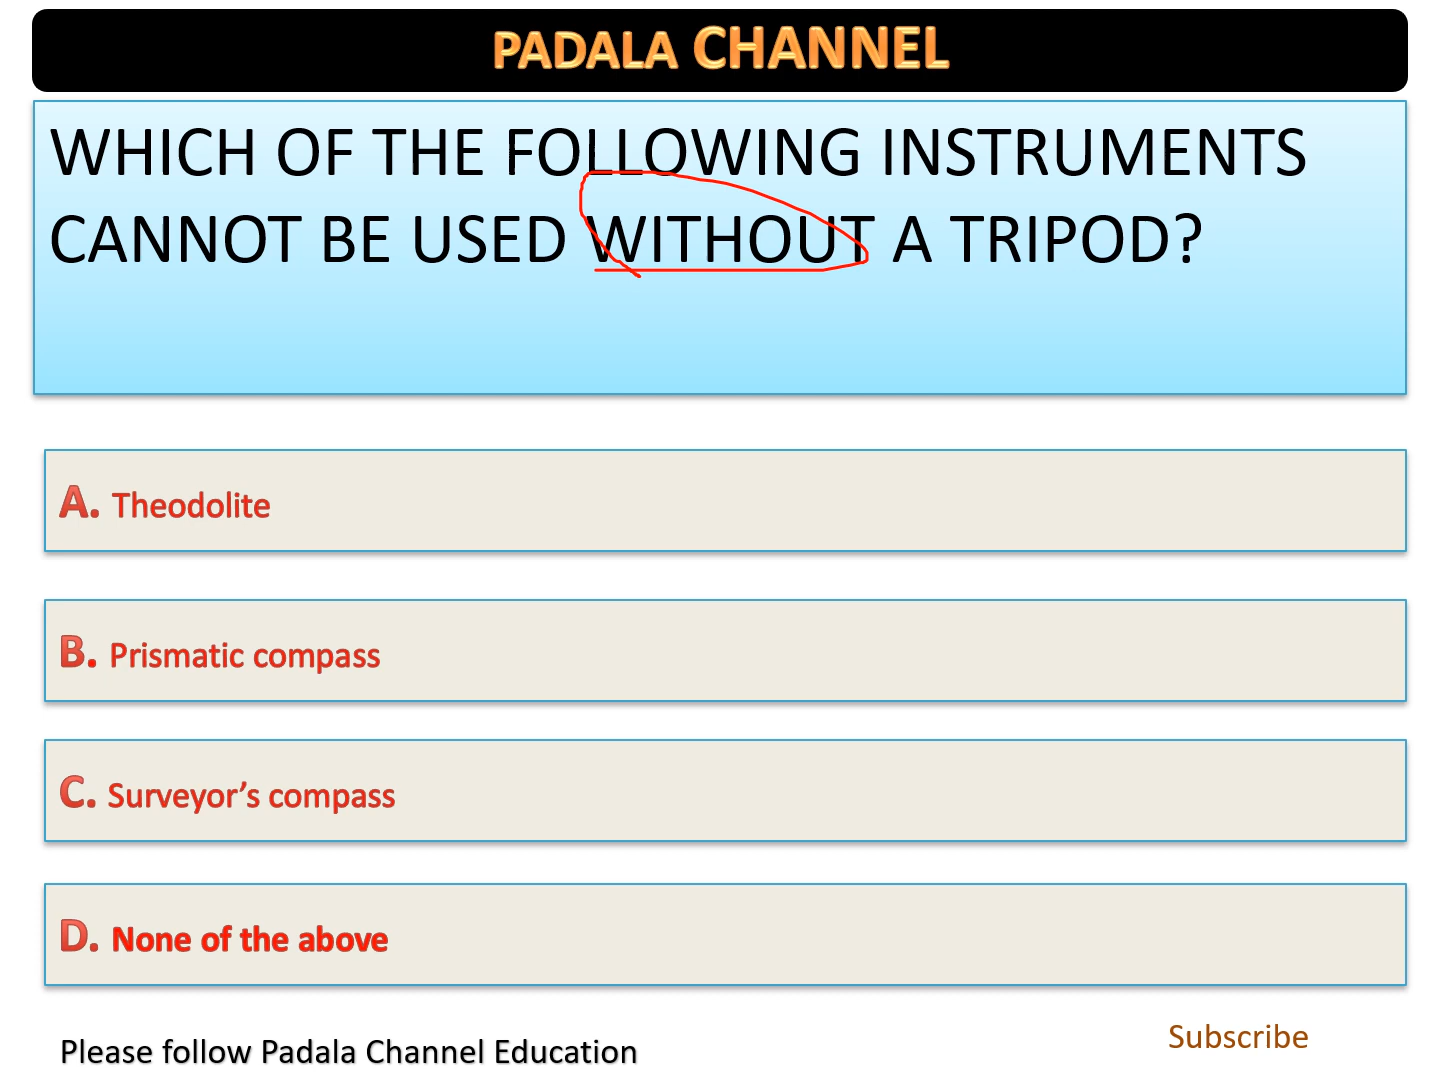 PADALA CHANNEL
WHICH OF THE FOLLOWING INSTRUMENTS
CANNOT BE USED WITHOUT A TRIPOD?
A. Theodolite
B. Prismatic compass
C. Surveyor’s compass
D. None of the above
Please follow Padala Channel Education
Subscribe